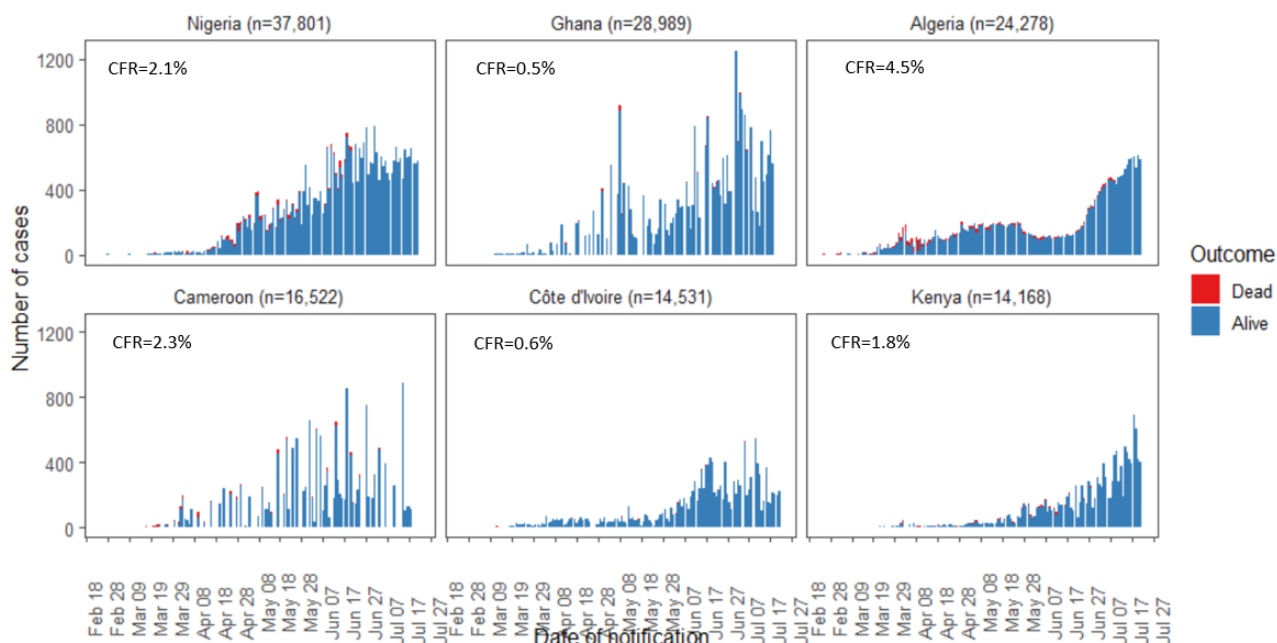 Nigeria (n=37,801)
Ghana (n=28,989)
Algeria (n=24,278)
CFR=2.1%
CFR=0.5%
CFR=4.5%
1200
800
400
0
Number of cases
Cameroon (n=16,522)
Côte d'Ivoire (n=14,531)
Kenya (n=14,168)
CFR=2.3%
CFR=0.6%
CFR=1.8%
1200
800
400
0
Outcome
Dead
Alive
Feb 18
Feb 28
Mar 09
Mar 19
Mar 29
Apr 08
Apr 18
Apr 28
May 08
May 18
May 28
Jun 07
Jun 17
Jun 27
Jul 07
Jul 17
Jul 27
Feb 18
Feb 28
Mar 09
Mar 19
Mar 29
Apr 08
Apr 18
Apr 28
May 08
May 18
May 28
Jun 07
Jun 17
Jun 27
Jul 07
Jul 17
Jul 27
Feb 18
Feb 28
Mar 09
Mar 19
Mar 29
Apr 08
Apr 18
Apr 28
May 08
May 18
May 28
Jun 07
Jun 17
Jun 27
Jul 07
Jul 17
Jul 27
Date of notification